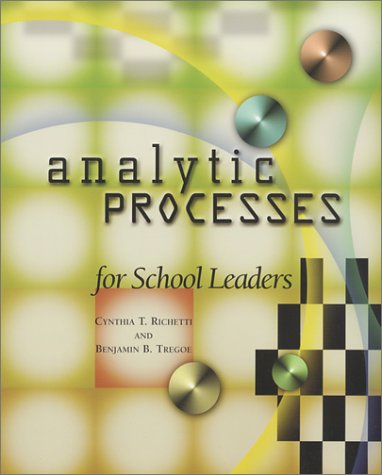 analytic
PROCESSES
for School Leaders
CYNTHIA T. RICHETTI
AND
BENJAMIN B. TREGOE